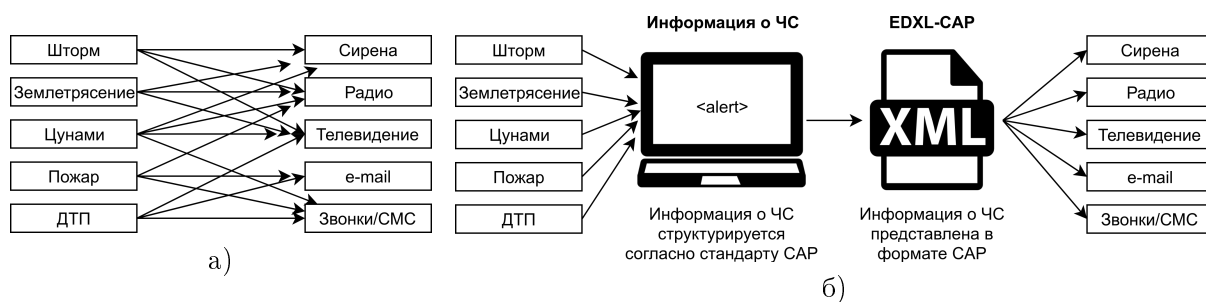 Шторм
Землетрясение
Цунами
Пожар
ДТП
Сирена
Радио
Телевидение
e-mail
Звонки/СМС
а)
Шторм
Землетрясение
Цунами
Пожар
ДТП
Информация о ЧС
<alert>
Информация о ЧС
структурируется
согласно стандарту CAP
EDXL-CAP
XML
Информация о ЧС
представлена в
формате CAP
Сирена
Радио
Телевидение
e-mail
Звонки/СМС
б)